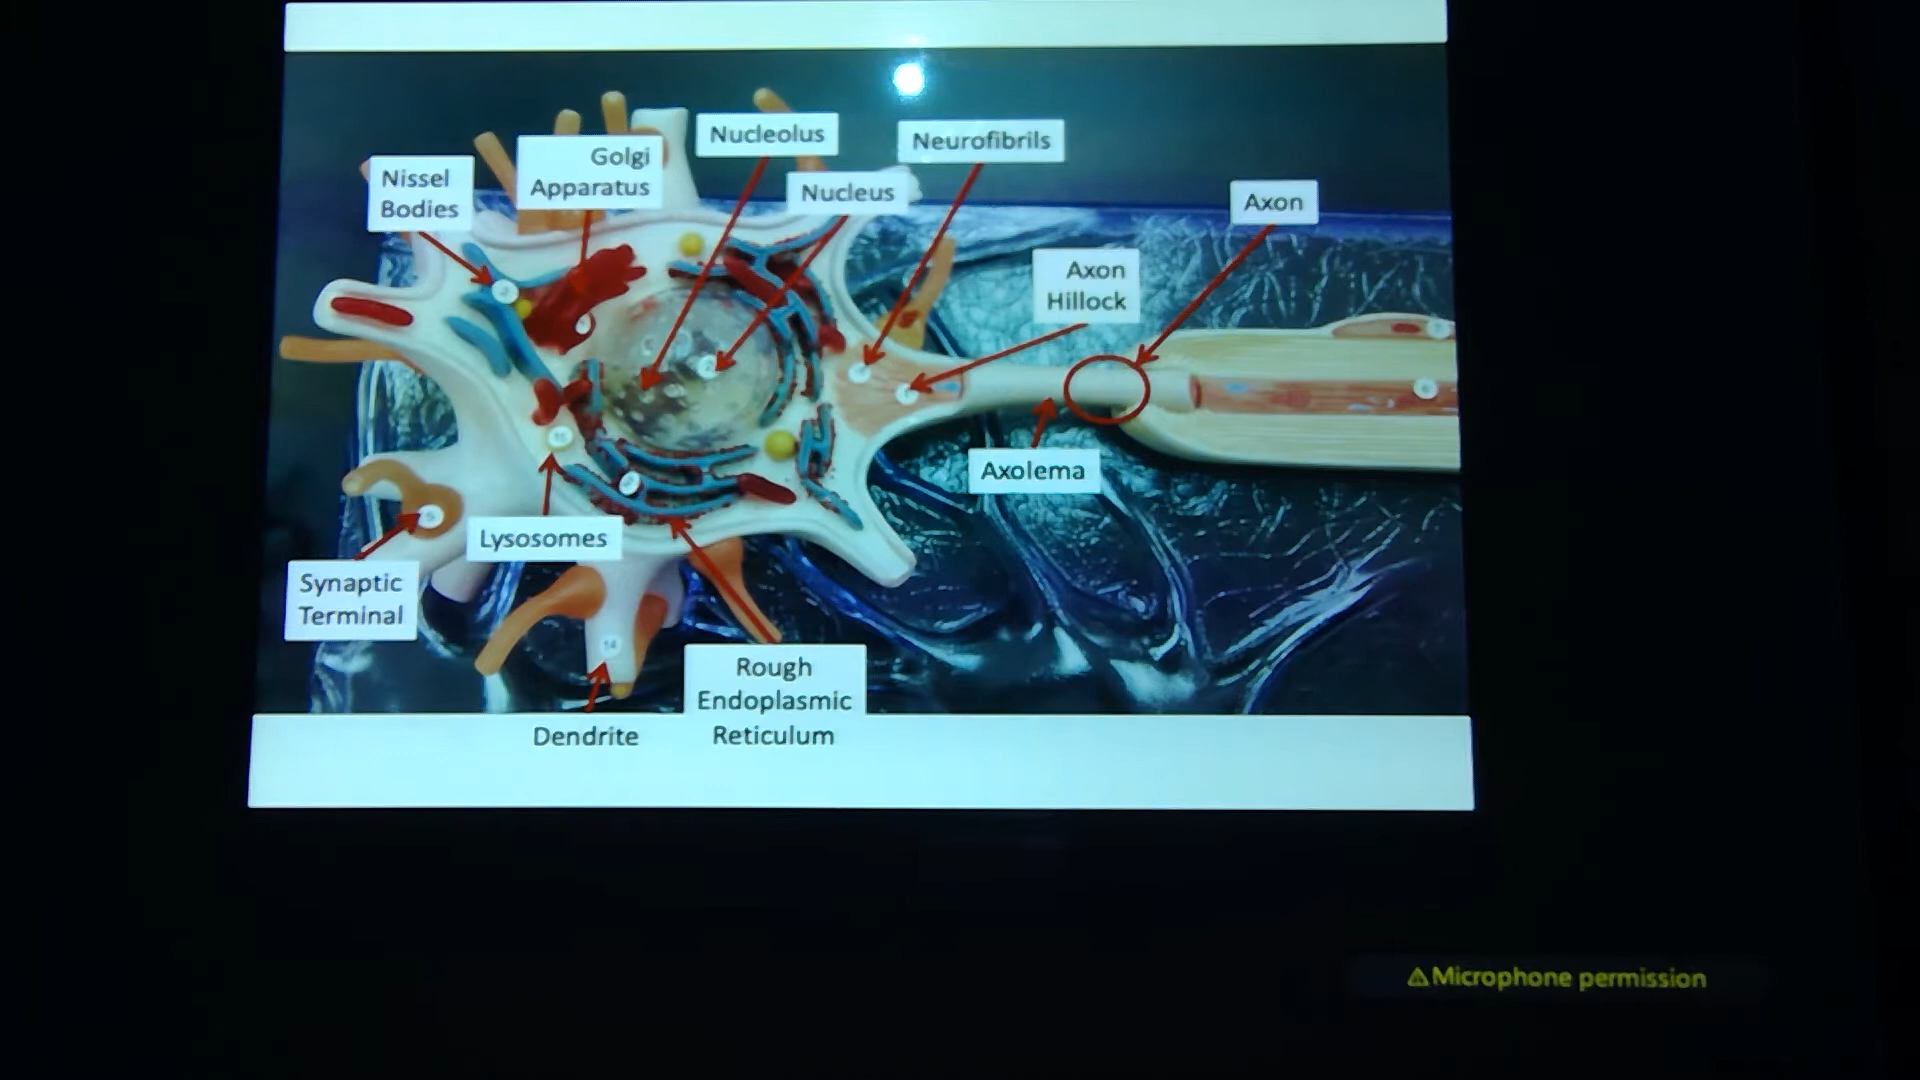 Nucleolus
Neurofibrils
Golgi
Apparatus
Nissel
Bodies
Nucleus
Axon
Axon
Hillock
Axolema
Lysosomes
Synaptic
Terminal
14
Rough
Endoplasmic
Reticulum
Dendrite
⚠Microphone permission